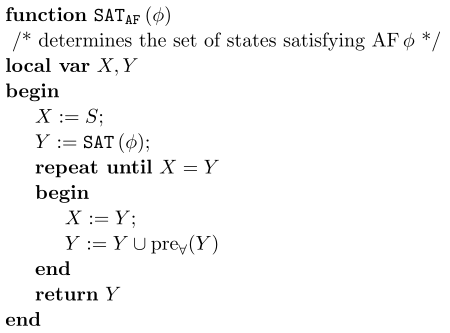 function SAT_AF (ϕ)
/* determines the set of states satisfying AF ϕ */
local var X, Y
begin
X := S;
Y := SAT (ϕ);
repeat until X = Y
begin
X := Y;
Y := Y ∪ pre_∀(Y)
end
return Y
end